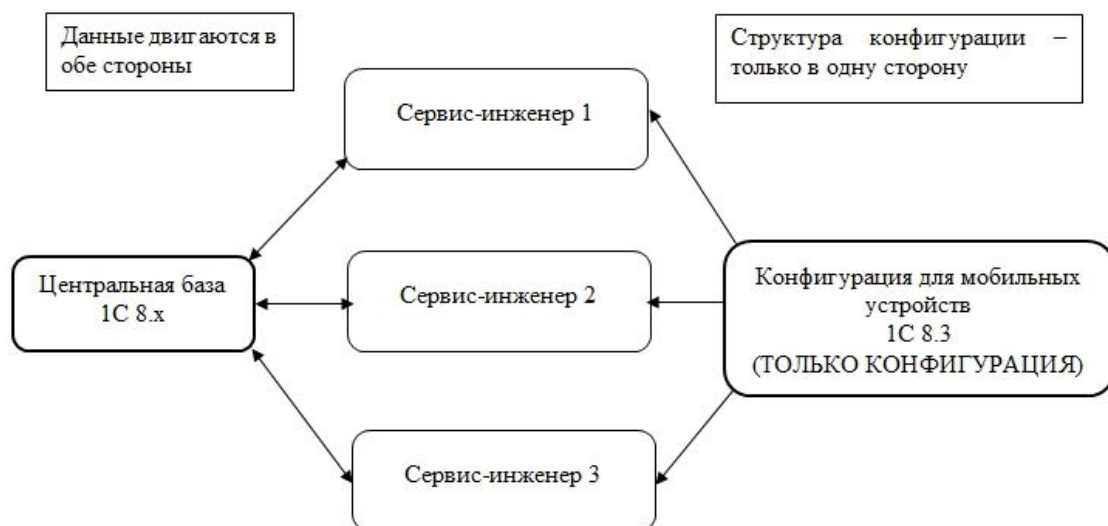 Данные двигаются в
обе стороны
Структура конфигурации –
только в одну сторону
Сервис-инженер 1
Центральная база
1С 8.х
Сервис-инженер 2
Конфигурация для мобильных
устройств
1С 8.3
(ТОЛЬКО КОНФИГУРАЦИЯ)
Сервис-инженер 3